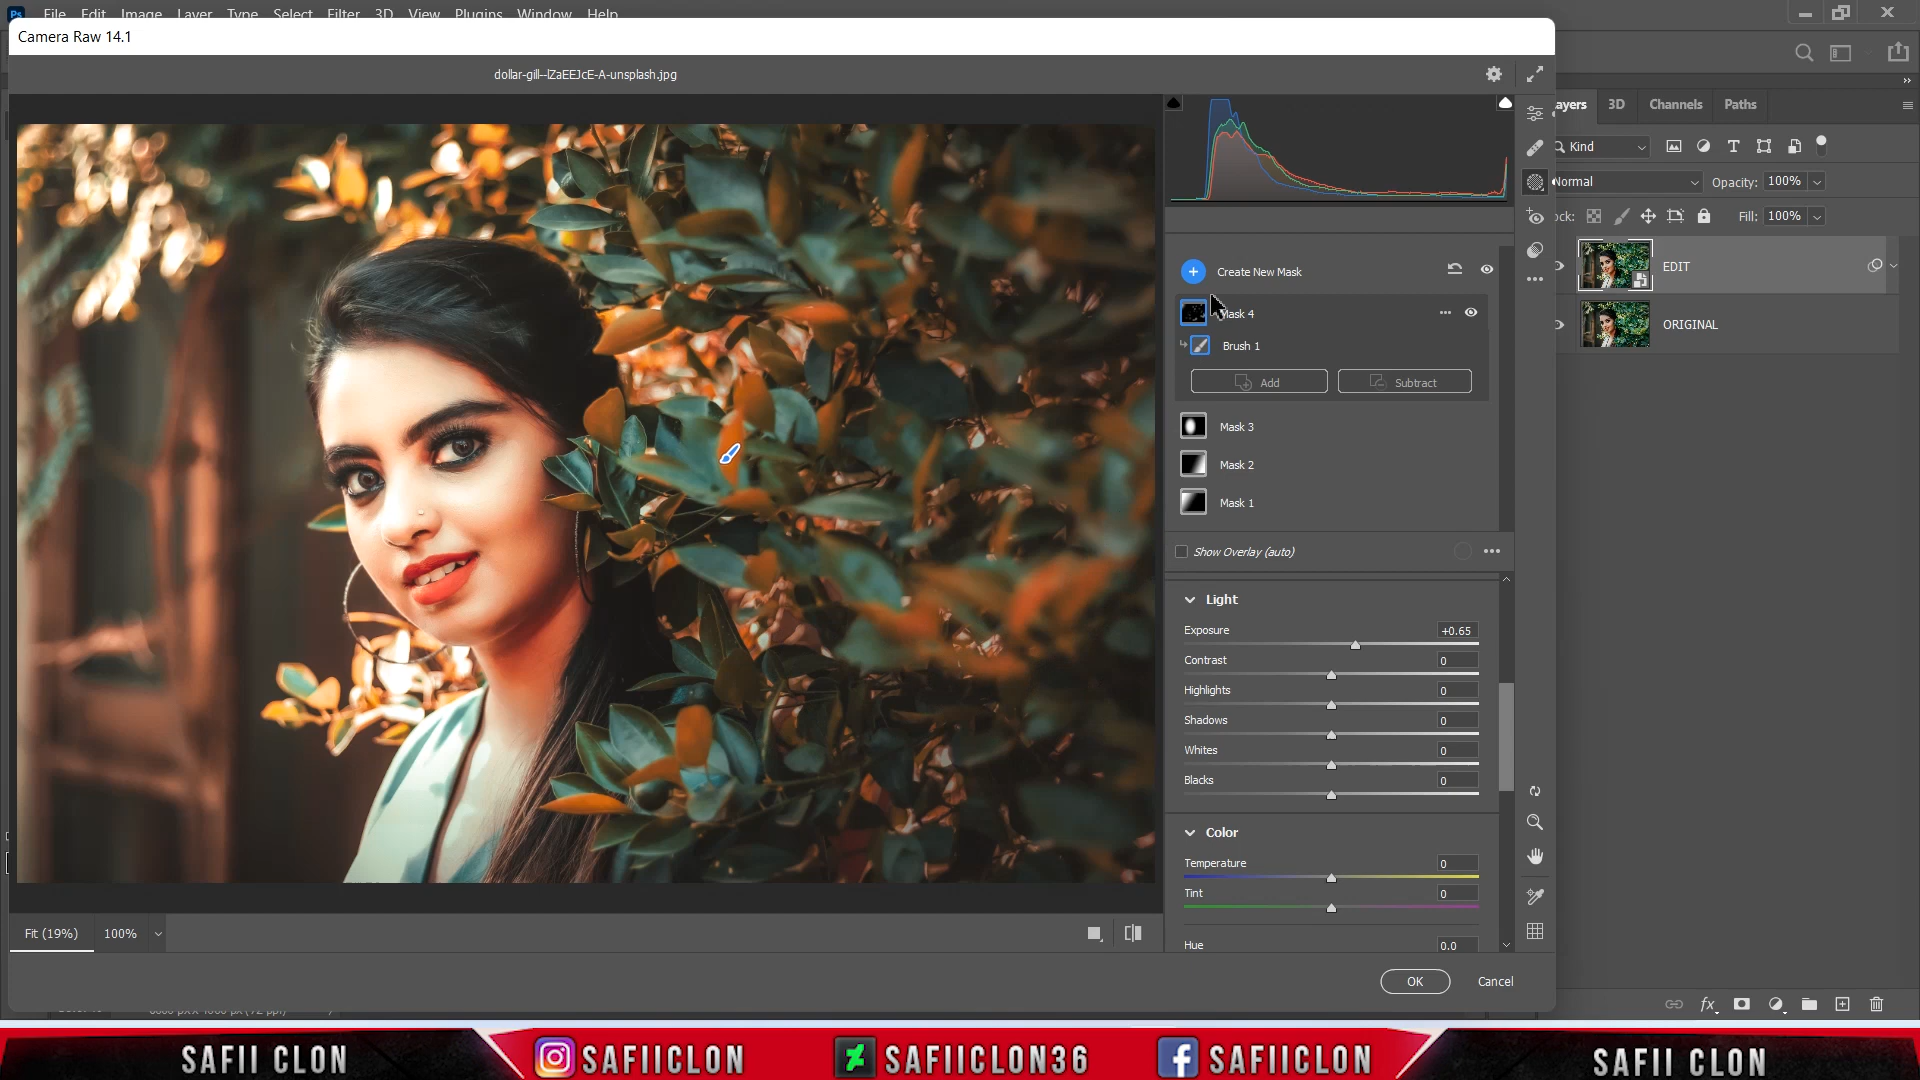 File Edit Image Layer Type Select Filter 3D View Plugins Window Help
Camera Raw 14.1
dollar-gill--lZaEEJcE-A-unsplash.jpg
ayers 3D Channels Paths
Kind
Normal Opacity: 100%
ock: Fill: 100%
EDIT
ORIGINAL
Create New Mask
ask 4
Brush 1
Add Subtract
Mask 3
Mask 2
Mask 1
Show Overlay (auto)
Light
Exposure +0.65
Contrast 0
Highlights 0
Shadows 0
Whites 0
Blacks 0
Color
Temperature 0
Tint 0
Hue 0.0
Fit (19%) 100%
OK Cancel
fx
SAFII CLON SAFIICLON SAFIICLON36 SAFIICLON SAFII CLON